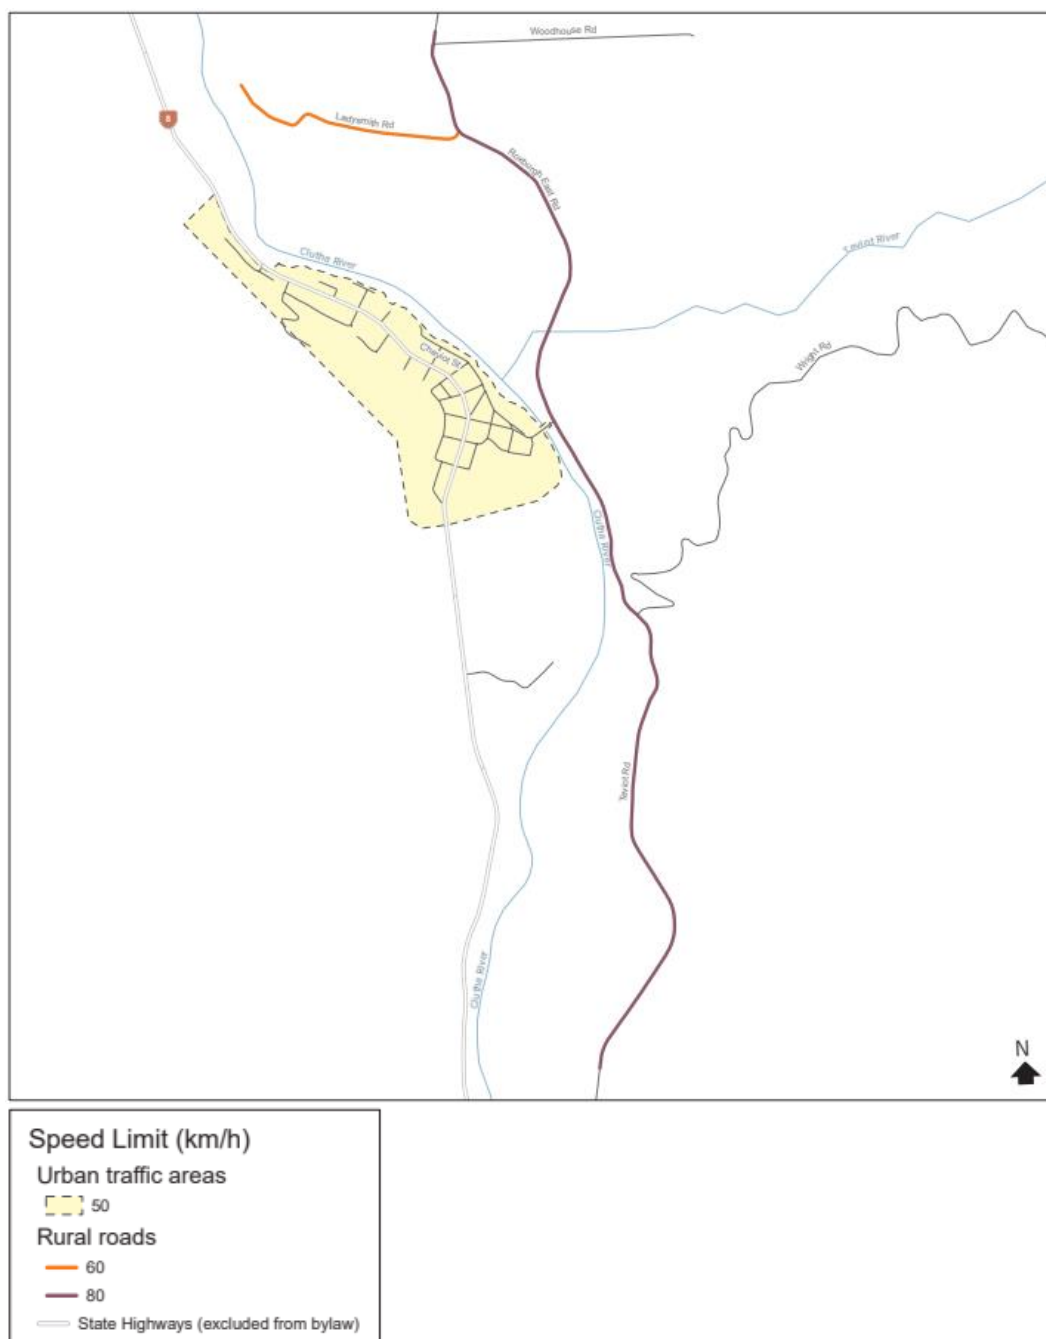 Woodhouse Rd
8
Ladysmith Rd
Roxburgh East Rd
Teviot River
Clutha River
Wright Rd
Cheviot St
Clutha River
Teviot Rd
Clutha River
N
Speed Limit (km/h)
Urban traffic areas
50
Rural roads
60
80
State Highways (excluded from bylaw)